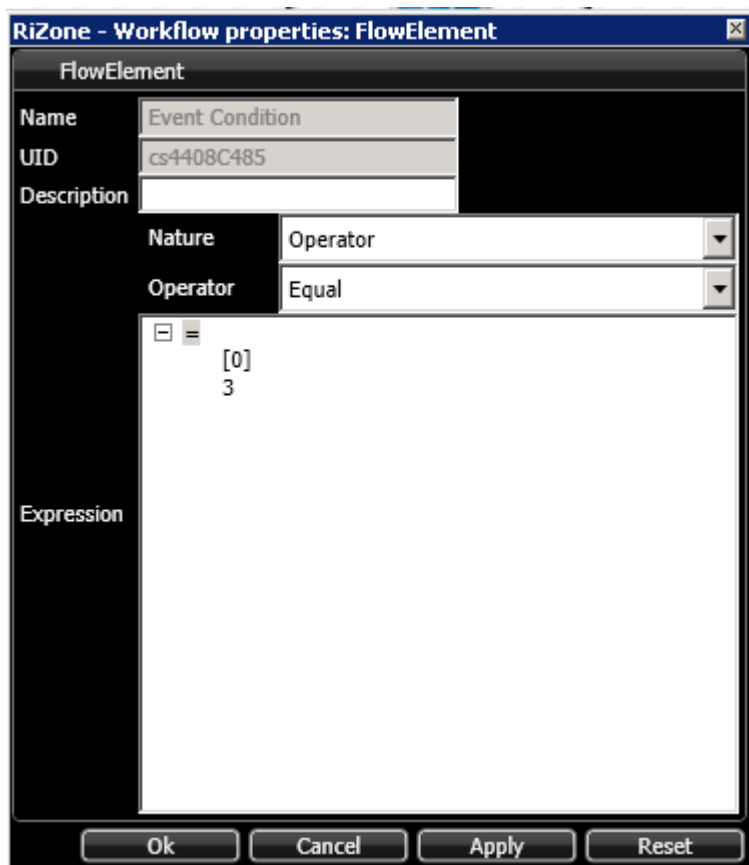 RiZone - Workflow properties: FlowElement
FlowElement
Name Event Condition
UID cs4408C485
Description
Nature Operator
Operator Equal
=
[0]
3
Expression
Ok Cancel Apply Reset